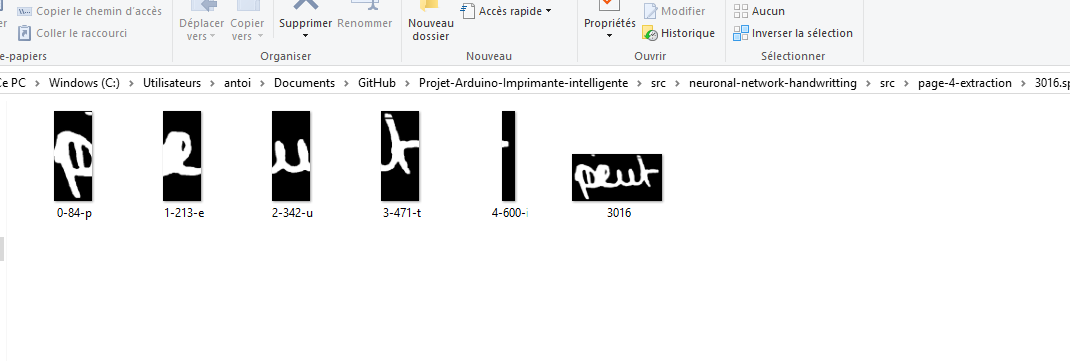 Copier le chemin d'accès
Coller le raccourci
e-papiers
Déplacer vers
Copier vers
Supprimer
Renommer
Organiser
Nouveau dossier
Accès rapide
Nouveau
Propriétés
Modifier
Historique
Ouvrir
Aucun
Inverser la sélection
Sélectionner
Ce PC > Windows (C:) > Utilisateurs > antoi > Documents > GitHub > Projet-Arduino-Imprimante-intelligente > src > neuronal-network-handwritting > src > page-4-extraction > 3016.sp
p e u t peut
0-84-p 1-213-e 2-342-u 3-471-t 4-600-i 3016